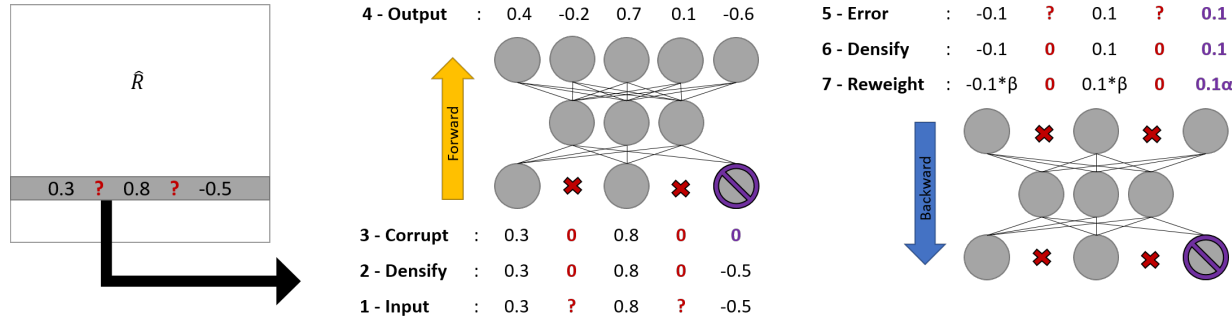 R̂
0.3 ? 0.8 ? -0.5
4 - Output : 0.4 -0.2 0.7 0.1 -0.6
Forward
3 - Corrupt : 0.3 0 0.8 0 0
2 - Densify : 0.3 0 0.8 0 -0.5
1 - Input : 0.3 ? 0.8 ? -0.5
5 - Error : -0.1 ? 0.1 ? 0.1
6 - Densify : -0.1 0 0.1 0 0.1
7 - Reweight : -0.1*β 0 0.1*β 0 0.1α
Backward